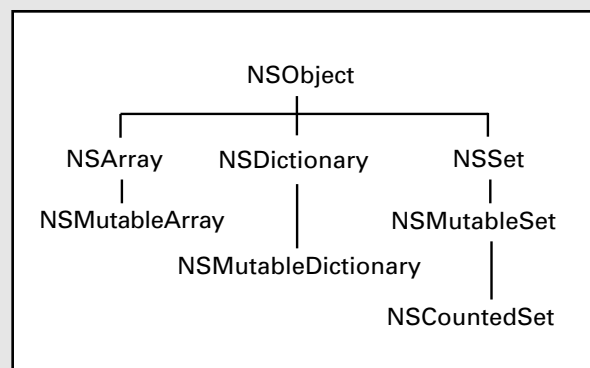 NSObject
NSArray NSDictionary NSSet
NSMutableArray NSMutableSet
NSMutableDictionary
NSCountedSet